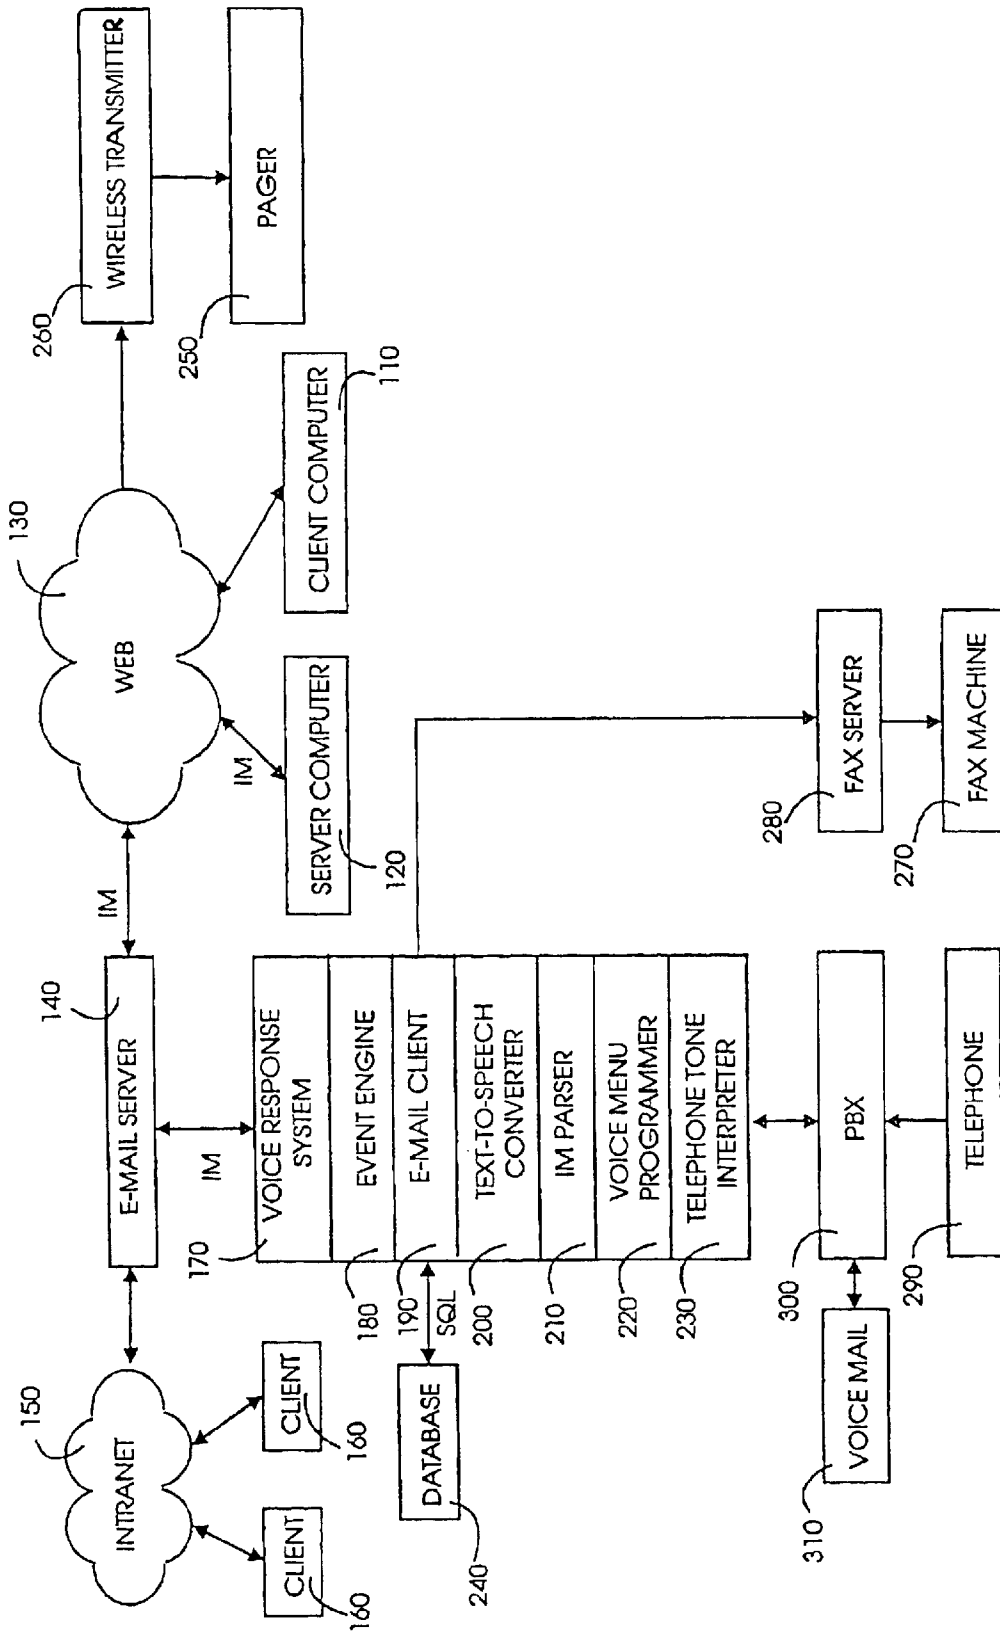 INTRANET
150
CLIENT
160
CLIENT
160
E-MAIL SERVER
140
IM
WEB
130
IM
SERVER COMPUTER
120
CLIENT COMPUTER
110
WIRELESS TRANSMITTER
260
PAGER
250
IM
170
VOICE RESPONSE
SYSTEM
180
EVENT ENGINE
190
E-MAIL CLIENT
SQL
DATABASE
240
200
TEXT-TO-SPEECH
CONVERTER
210
IM PARSER
220
VOICE MENU
PROGRAMMER
230
TELEPHONE TONE
INTERPRETER
280
FAX SERVER
270
FAX MACHINE
300
PBX
310
VOICE MAIL
290
TELEPHONE